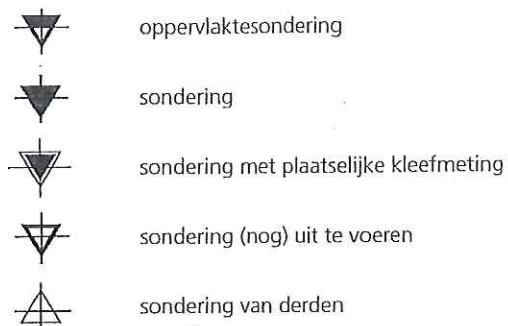 oppervlaktesondering
sondering
sondering met plaatselijke kleefmeting
sondering (nog) uit te voeren
sondering van derden